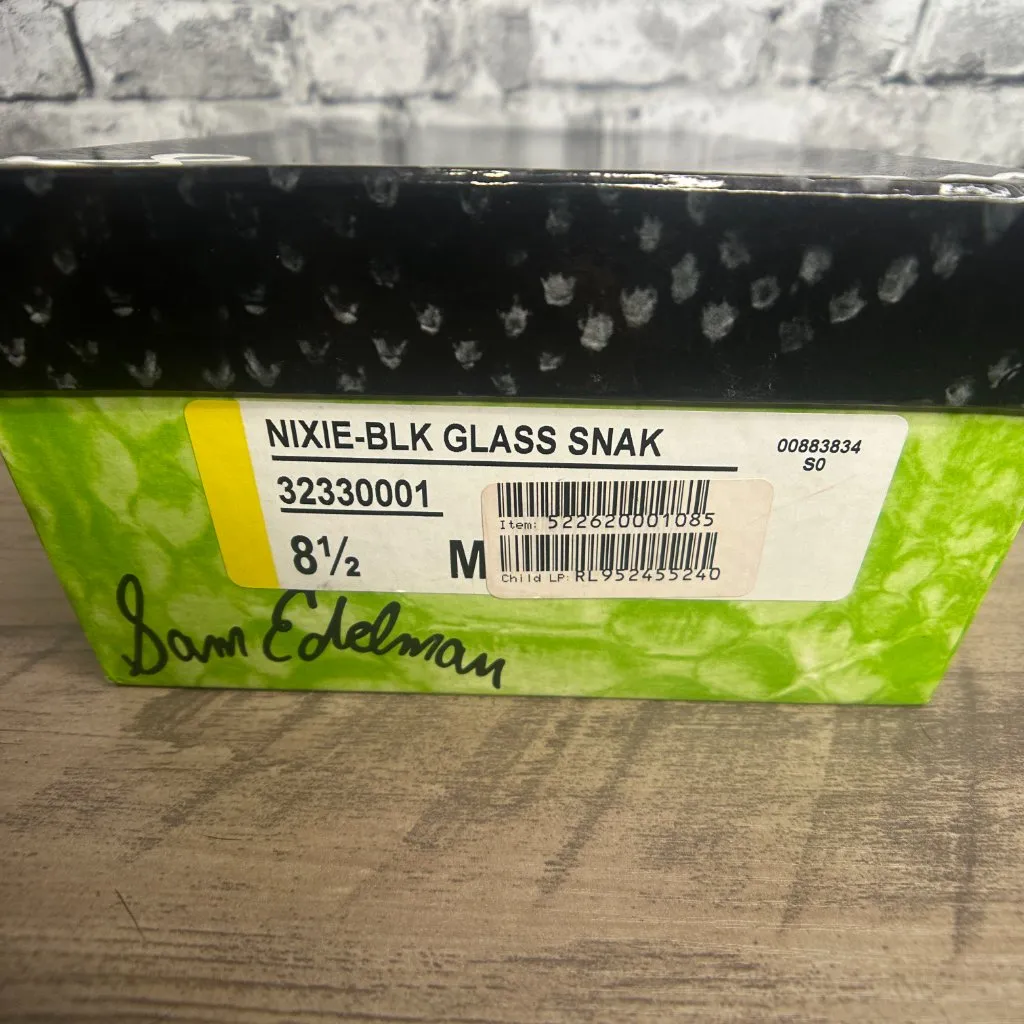 NIXIE-BLK GLASS SNAK
00883834
S0
32330001
8½ M
Item: 522620001085
Child LP: RL952455240
Sam Edelman